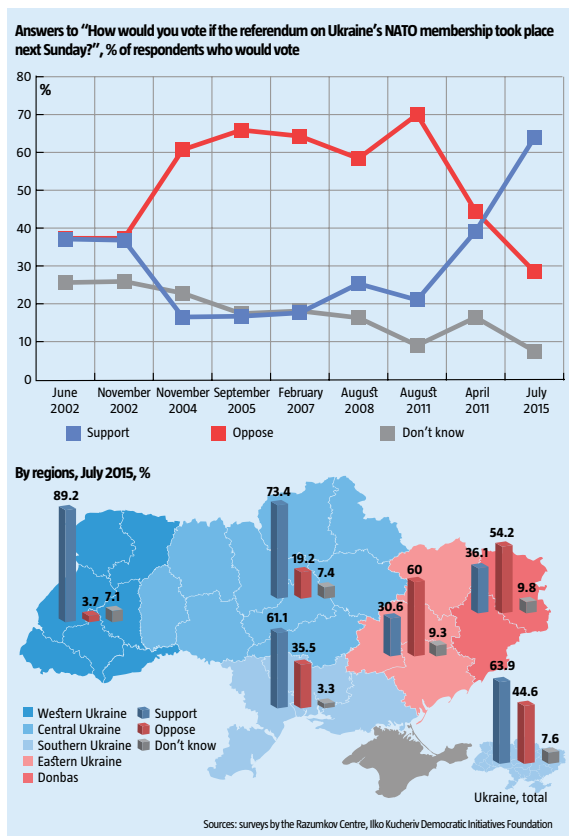 Answers to “How would you vote if the referendum on Ukraine’s NATO membership took place
next Sunday?”, % of respondents who would vote
80
%
70
60
50
40
30
20
10
0
June
2002
November
2002
November
2004
September
2005
February
2007
August
2008
August
2011
April
2011
July
2015
Support
Oppose
Don’t know
By regions, July 2015, %
89.2
3.7
7.1
73.4
19.2
7.4
61.1
35.5
3.3
30.6
60
9.3
36.1
54.2
9.8
63.9
44.6
7.6
Western Ukraine
Central Ukraine
Southern Ukraine
Eastern Ukraine
Donbas
Support
Oppose
Don’t know
Ukraine, total
Sources: surveys by the Razumkov Centre, Ilko Kucheriv Democratic Initiatives Foundation